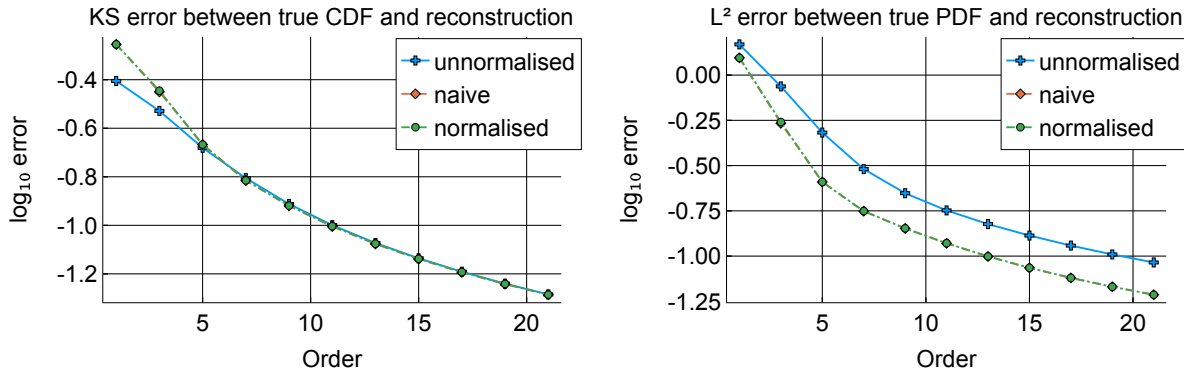 KS error between true CDF and reconstruction
log₁₀ error
-0.4
-0.6
-0.8
-1.0
-1.2
unnormalised
naive
normalised
5
10
15
20
Order
L² error between true PDF and reconstruction
log₁₀ error
0.00
-0.25
-0.50
-0.75
-1.00
-1.25
unnormalised
naive
normalised
5
10
15
20
Order